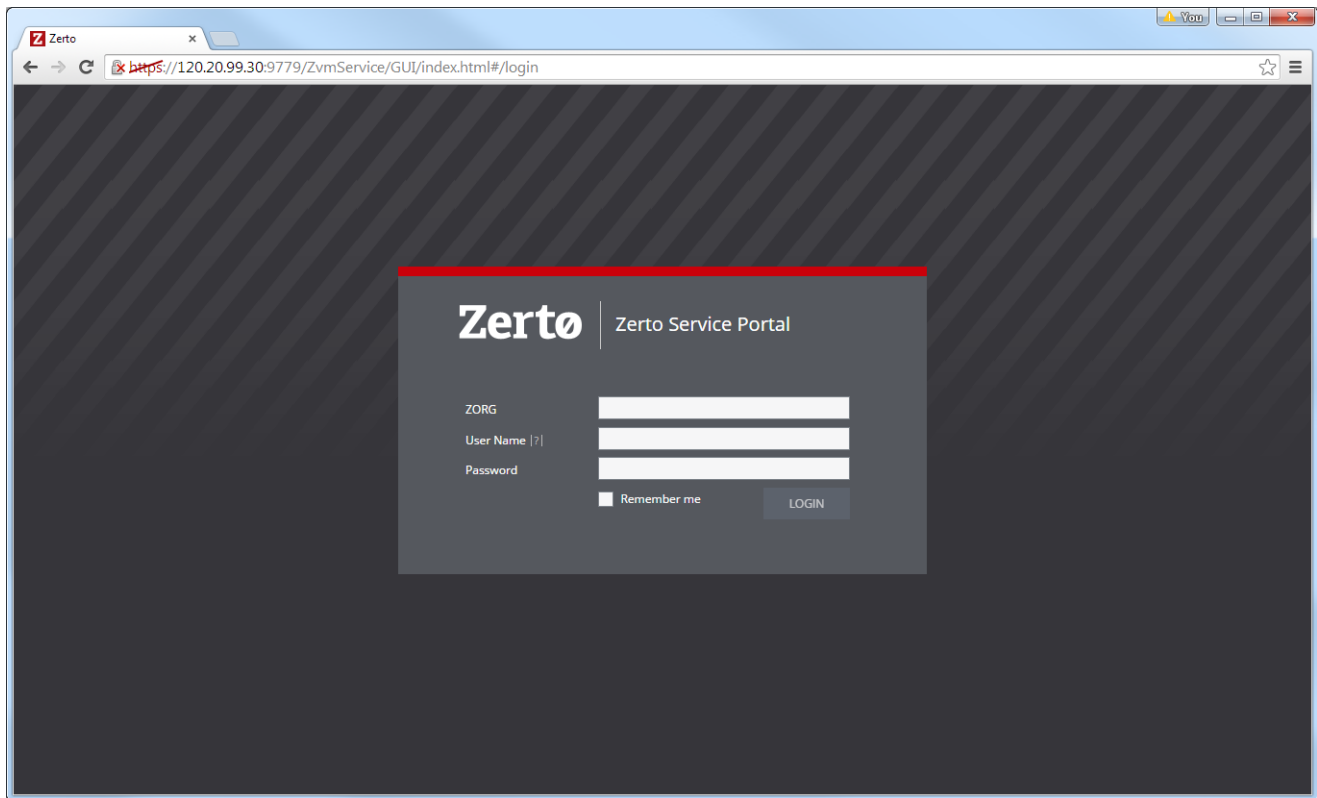 You
Zerto
https://120.20.99.30:9779/ZvmService/GUI/index.html#/login
Zerto Zerto Service Portal
ZORG
User Name |?|
Password
Remember me LOGIN